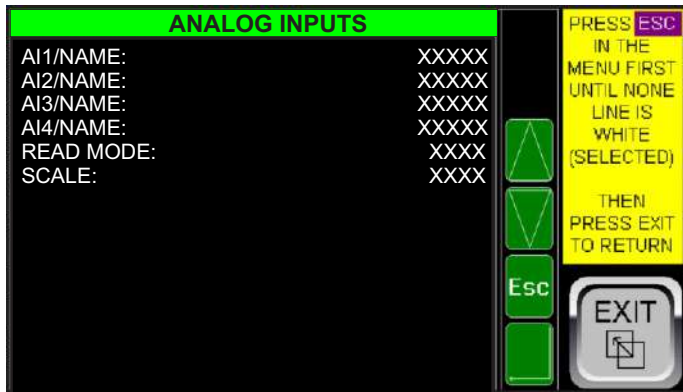 ANALOG INPUTS
AI1/NAME: XXXXX
AI2/NAME: XXXXX
AI3/NAME: XXXXX
AI4/NAME: XXXXX
READ MODE: XXXX
SCALE: XXXX
Esc
PRESS ESC
IN THE
MENU FIRST
UNTIL NONE
LINE IS
WHITE
(SELECTED)
THEN
PRESS EXIT
TO RETURN
EXIT